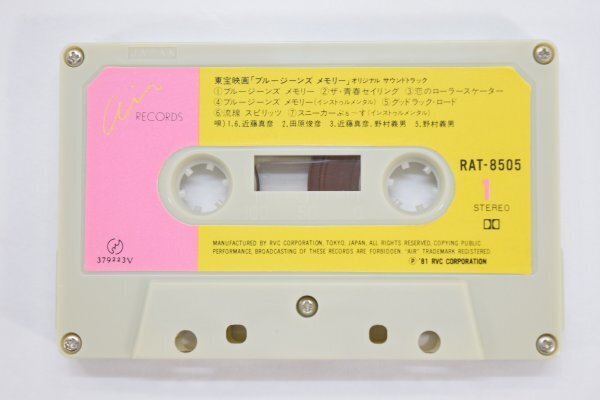 JAPAN
Air
RECORDS
東宝映画「ブルージーンズ メモリー」オリジナル サウンドトラック
①ブルージーンズ メモリー ②ザ・青春セイリング ③恋のローラースケーター
④ブルージーンズ メモリー(インストゥルメンタル) ⑤グッドラック・ロード
⑥流線 スピリッツ ⑦スニーカーぶるーす(インストゥルメンタル)
唄) 1.6.近藤真彦 2.田原俊彦 3.近藤真彦,野村義男 5.野村義男
RAT-8505
1
STEREO
379223V
MANUFACTURED BY RVC CORPORATION, TOKYO, JAPAN, ALL RIGHTS RESERVED, COPYING PUBLIC
PERFORMANCE, BROADCASTING OF THESE RECORDS ARE FORBIDDEN. "AIR" TRADEMARK REGISTERED.
Ⓟ '81 RVC CORPORATION